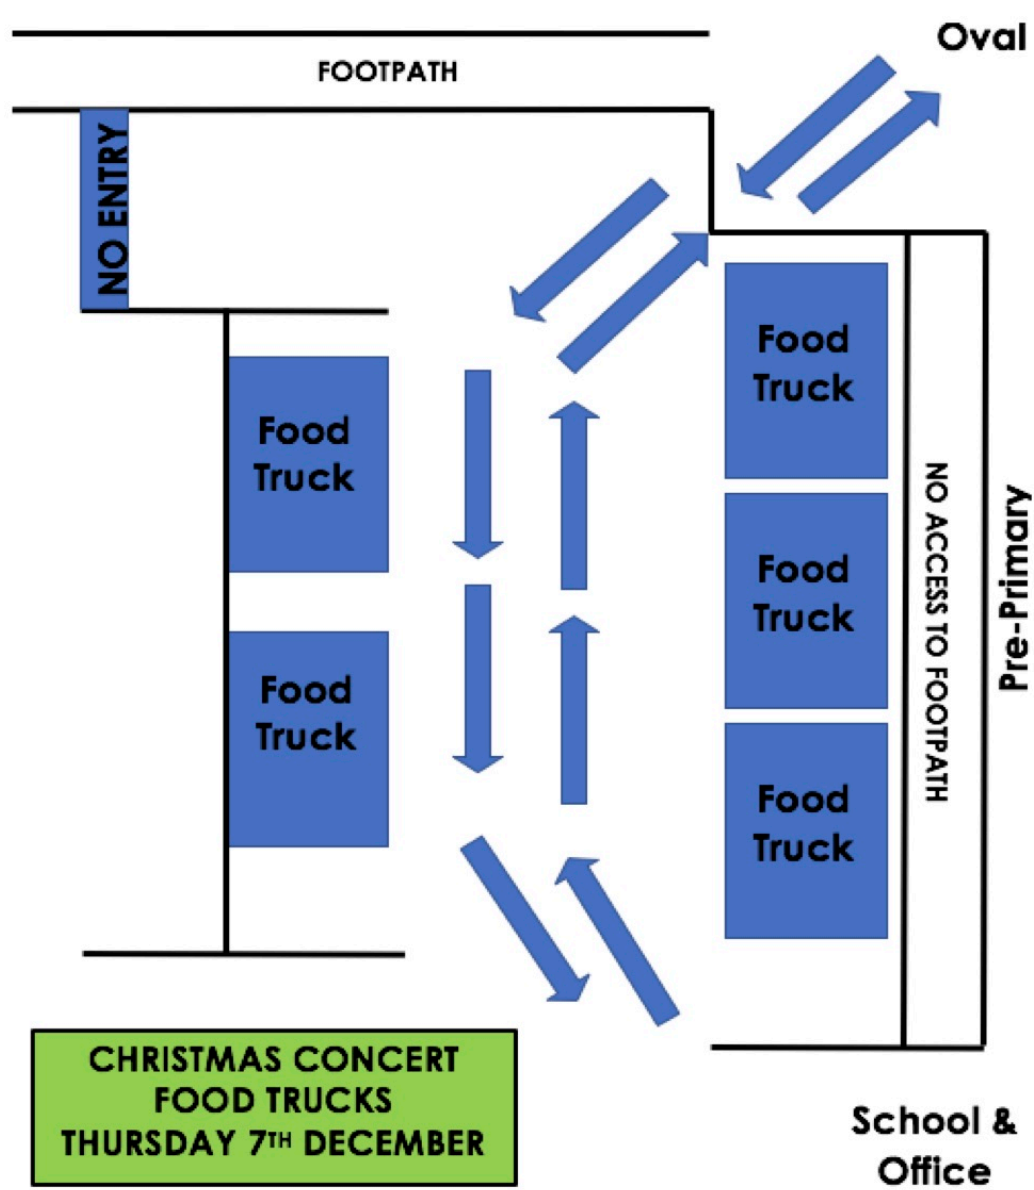 Oval
FOOTPATH
NO ENTRY
Food
Truck
Food
Truck
Food
Truck
Food
Truck
Food
Truck
NO ACCESS TO FOOTPATH
Pre-Primary
CHRISTMAS CONCERT
FOOD TRUCKS
THURSDAY 7TH DECEMBER
School &
Office